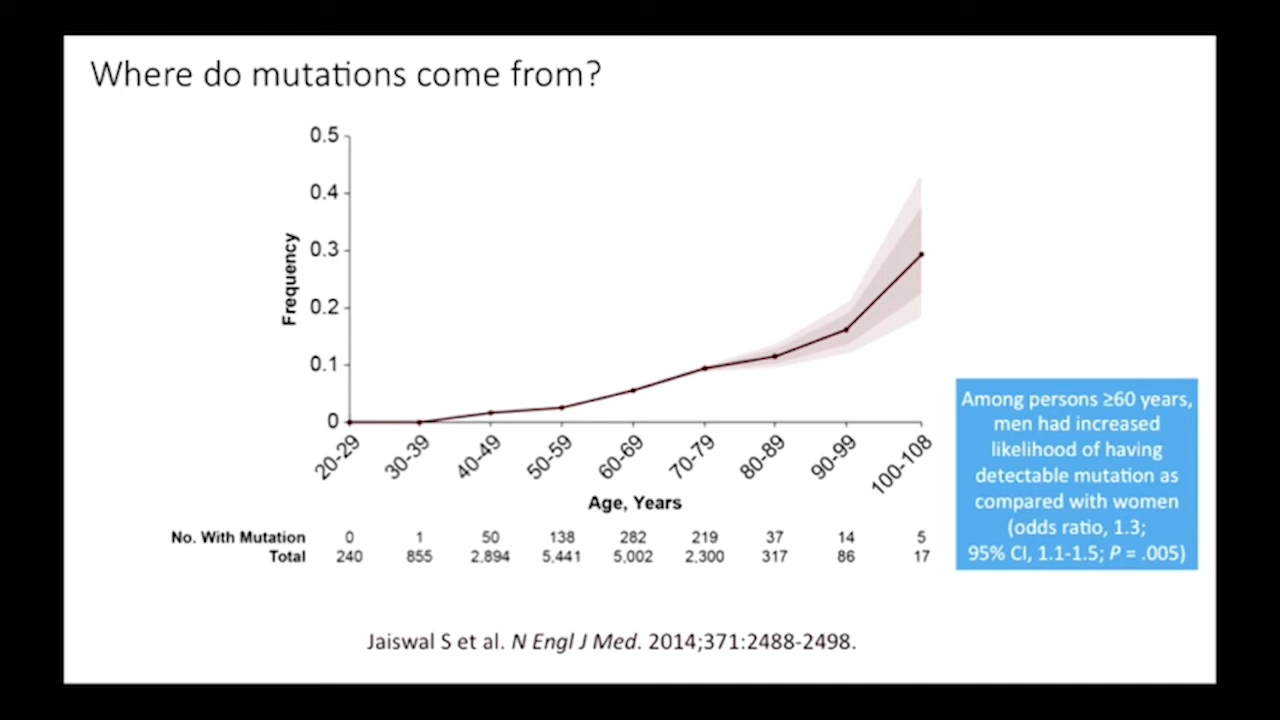 Where do mutations come from?
0.5
0.4
0.3
0.2
0.1
0
Frequency
20-29
30-39
40-49
50-59
60-69
70-79
80-89
90-99
100-108
Age, Years
No. With Mutation 0 1 50 138 282 219 37 14 5
Total 240 855 2,894 5,441 5,002 2,300 317 86 17
Among persons ≥60 years,
men had increased
likelihood of having
detectable mutation as
compared with women
(odds ratio, 1.3;
95% CI, 1.1-1.5; P = .005)
Jaiswal S et al. N Engl J Med. 2014;371:2488-2498.